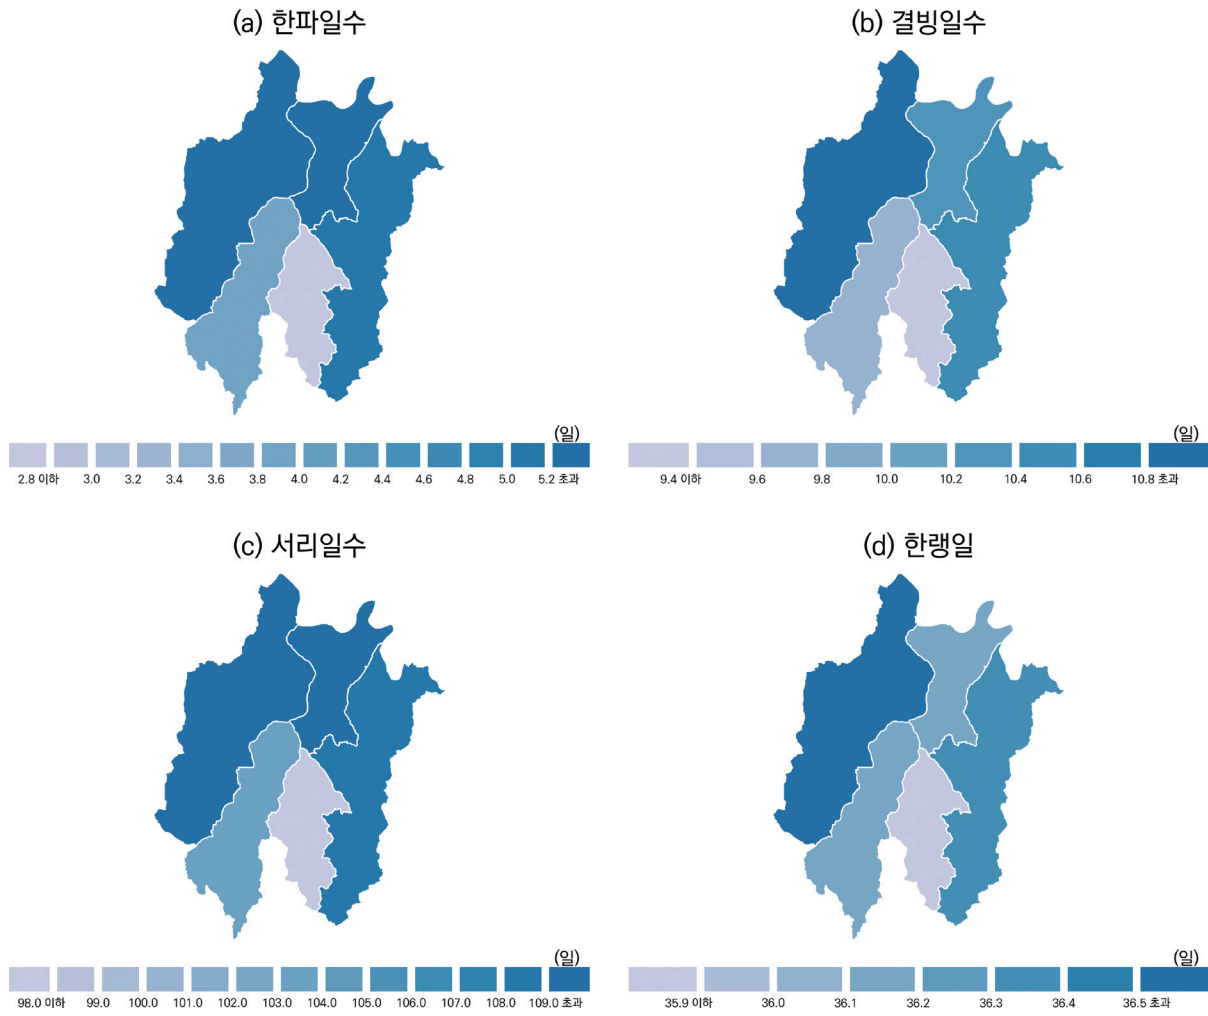 (a) 한파일수
(b) 결빙일수
(일)
2.8 이하 3.0 3.2 3.4 3.6 3.8 4.0 4.2 4.4 4.6 4.8 5.0 5.2 초과
(일)
9.4 이하 9.6 9.8 10.0 10.2 10.4 10.6 10.8 초과
(c) 서리일수
(d) 한랭일
(일)
98.0 이하 99.0 100.0 101.0 102.0 103.0 104.0 105.0 106.0 107.0 108.0 109.0 초과
(일)
35.9 이하 36.0 36.1 36.2 36.3 36.4 36.5 초과